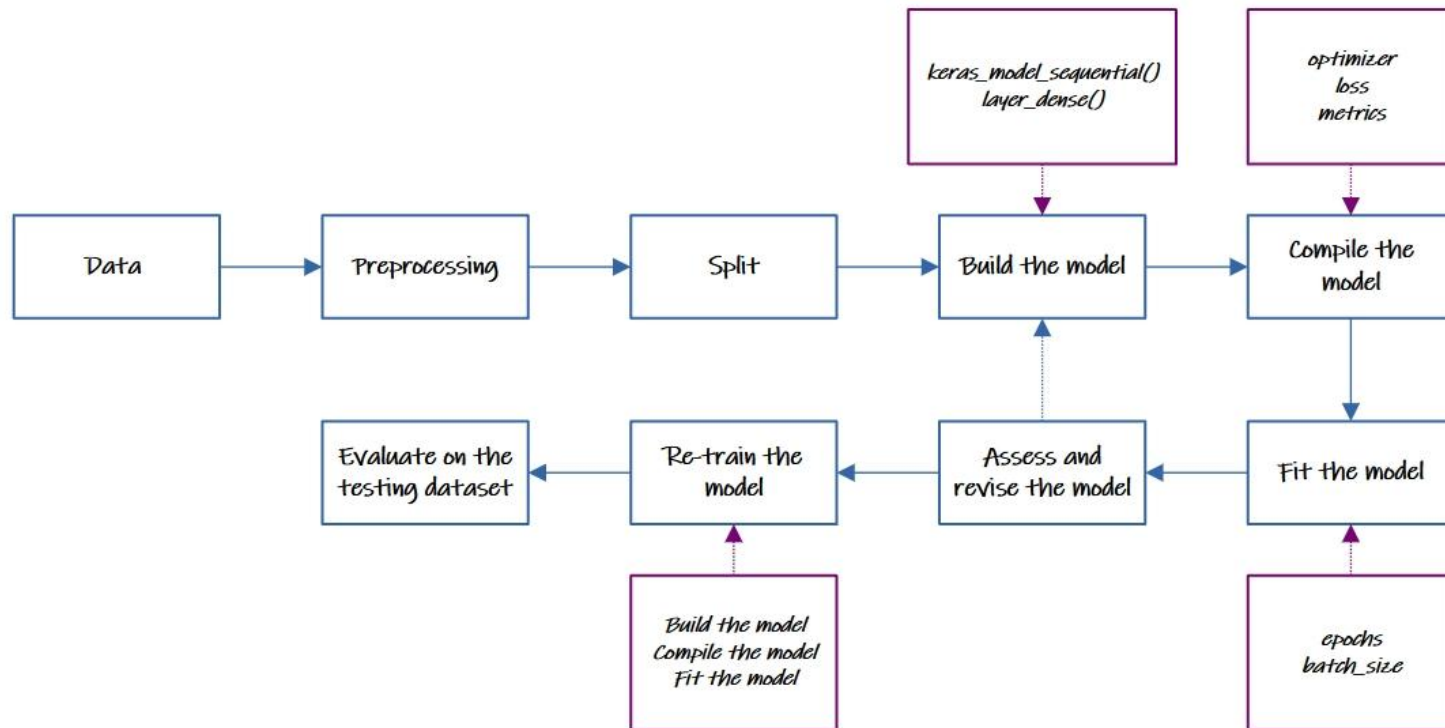 keras_model_sequential()
layer_dense()
optimizer
loss
metrics
Data
Preprocessing
Split
Build the model
Compile the
model
Evaluate on the
testing dataset
Re-train the
model
Assess and
revise the model
Fit the model
Build the model
Compile the model
Fit the model
epochs
batch_size